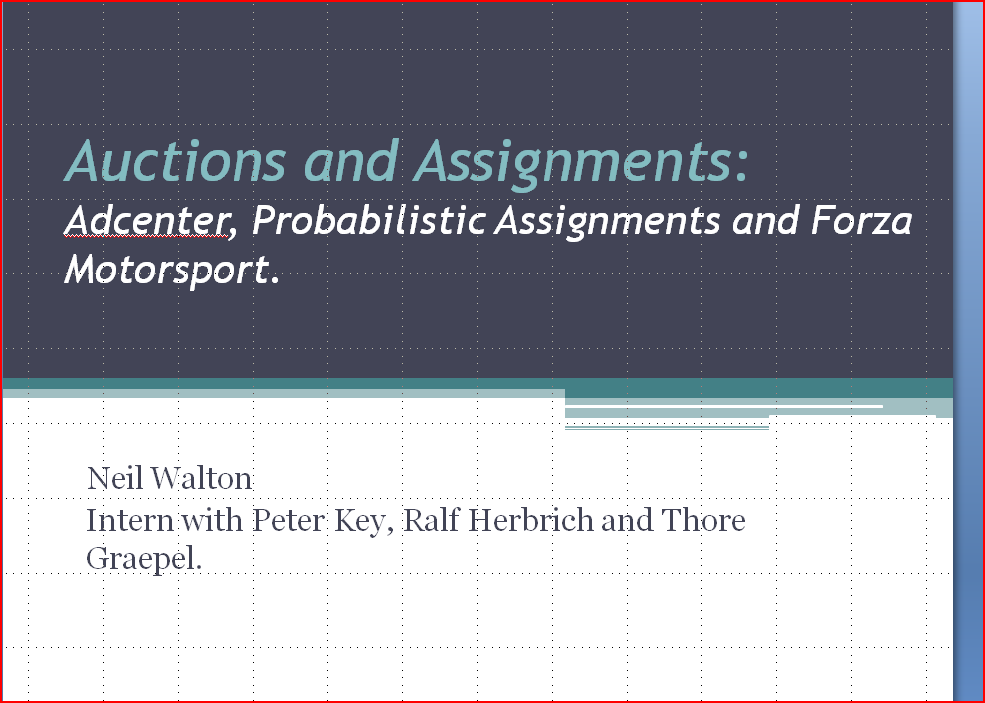 Auctions and Assignments:
Adcenter, Probabilistic Assignments and Forza
Motorsport.
Neil Walton
Intern with Peter Key, Ralf Herbrich and Thore
Graepel.